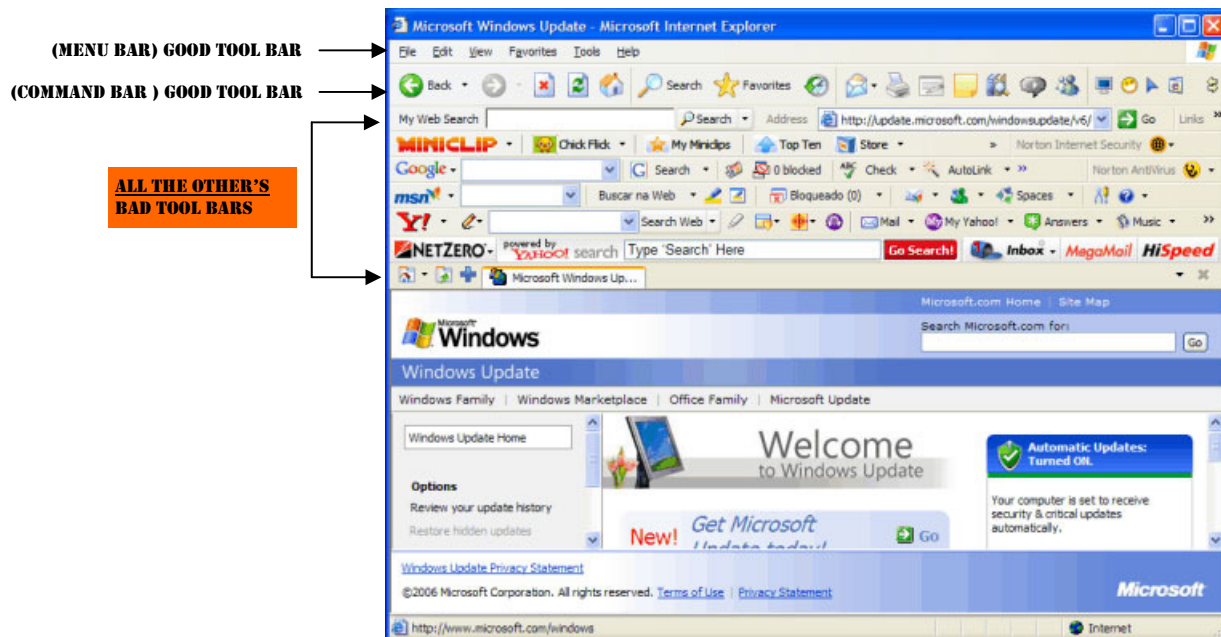 Microsoft Windows Update - Microsoft Internet Explorer
(MENU BAR) GOOD TOOL BAR
File Edit View Favorites Tools Help
(COMMAND BAR ) GOOD TOOL BAR
Back Search Favorites
My Web Search Search Address http://update.microsoft.com/windowsupdate/v6/ Go Links »
MINICLIP Chick Flick My Miniclips Top Ten Store » Norton Internet Security
Google G Search 0 blocked ABC Check AutoLink » Norton AntiVirus
ALL THE OTHER'S
BAD TOOL BARS
msn Buscar na Web Bloqueado (0) Spaces
Y! Search Web Mail My Yahoo! Answers Music »
NETZERO powered by YAHOO! search Type 'Search' Here Go Search! Inbox MegaMail HiSpeed
Microsoft Windows Up...
Microsoft.com Home | Site Map
Microsoft Windows
Search Microsoft.com for:
Go
Windows Update
Windows Family | Windows Marketplace | Office Family | Microsoft Update
Windows Update Home
Welcome
to Windows Update
Automatic Updates:
Turned ON.
Options
Review your update history
Restore hidden updates
Your computer is set to receive
security & critical updates
automatically.
New! Get Microsoft
Update today!
Go
Windows Update Privacy Statement
©2006 Microsoft Corporation. All rights reserved. Terms of Use | Privacy Statement
Microsoft
http://www.microsoft.com/windows Internet